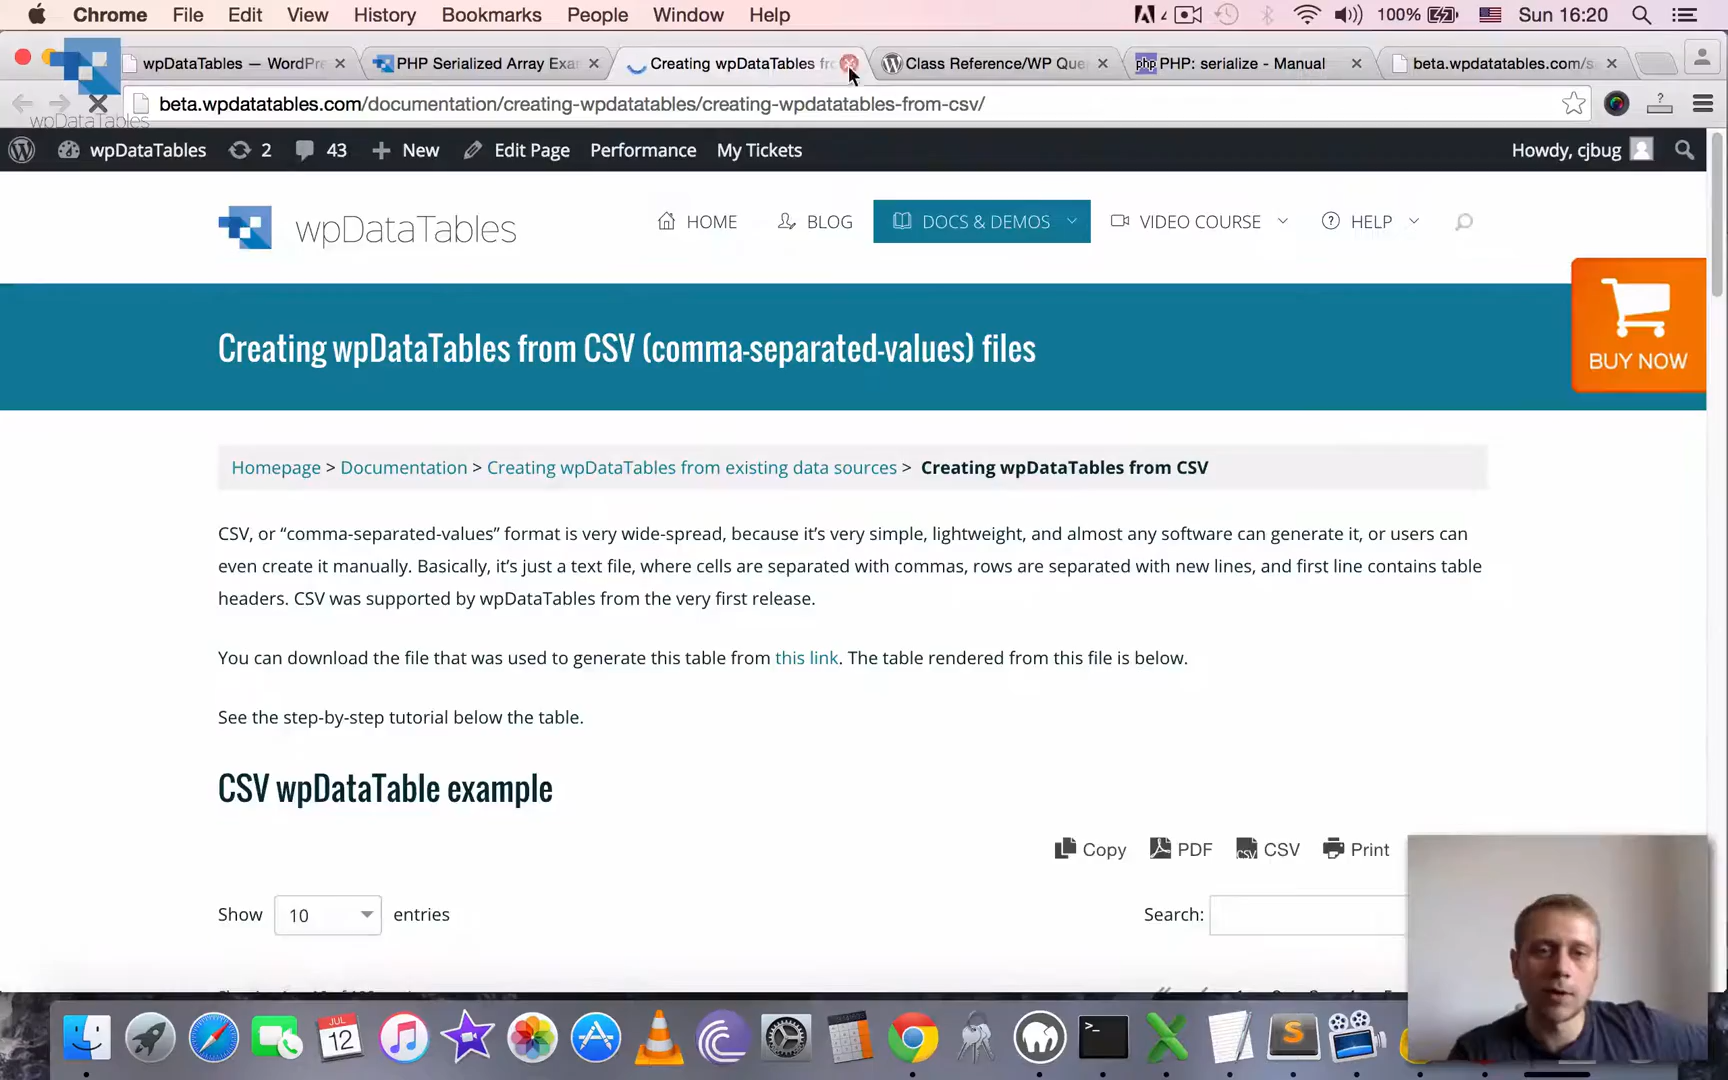 Chrome File Edit View History Bookmarks People Window Help 4 100% Sun 16:20
wpDataTables — WordPre
PHP Serialized Array Exa
Creating wpDataTables fro
Class Reference/WP Que
PHP: serialize - Manual
beta.wpdatatables.com/s
beta.wpdatatables.com/documentation/creating-wpdatatables/creating-wpdatatables-from-csv/
wpDataTables
wpDataTables 2 43 New Edit Page Performance My Tickets Howdy, cjbug
wpDataTables HOME BLOG DOCS & DEMOS VIDEO COURSE HELP
Creating wpDataTables from CSV (comma-separated-values) files
BUY NOW
Homepage > Documentation > Creating wpDataTables from existing data sources > Creating wpDataTables from CSV
CSV, or “comma-separated-values” format is very wide-spread, because it’s very simple, lightweight, and almost any software can generate it, or users can
even create it manually. Basically, it’s just a text file, where cells are separated with commas, rows are separated with new lines, and first line contains table
headers. CSV was supported by wpDataTables from the very first release.
You can download the file that was used to generate this table from this link. The table rendered from this file is below.
See the step-by-step tutorial below the table.
CSV wpDataTable example
Copy PDF CSV Print
Show 10 entries Search:
JUL
12